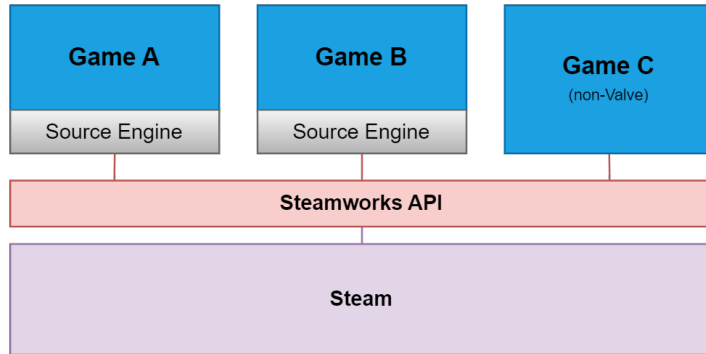 Game A
Source Engine
Game B
Source Engine
Game C
(non-Valve)
Steamworks API
Steam